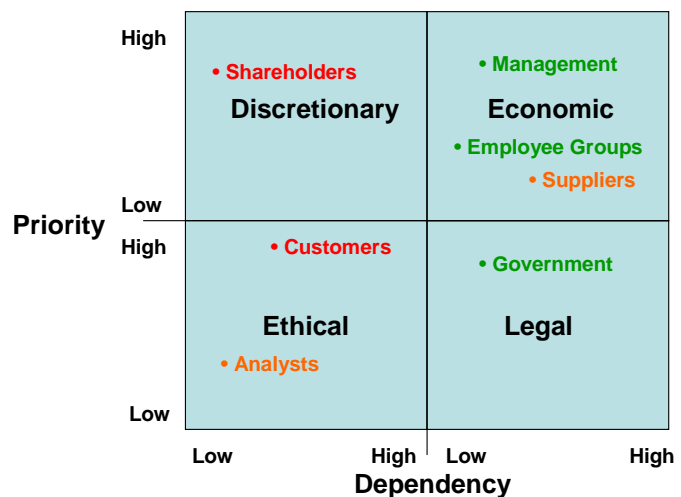 High
• Shareholders
• Management
Discretionary
Economic
• Employee Groups
• Suppliers
Low
Priority
High
• Customers
• Government
Ethical
Legal
• Analysts
Low
Low
High
Low
High
Dependency